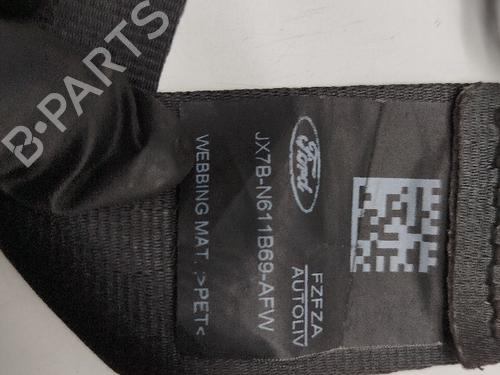 Ford
FZFZA
AUTOLIV
JX7B-N611B69-AFW
WEBBING MAT. >PET<
B-PARTS